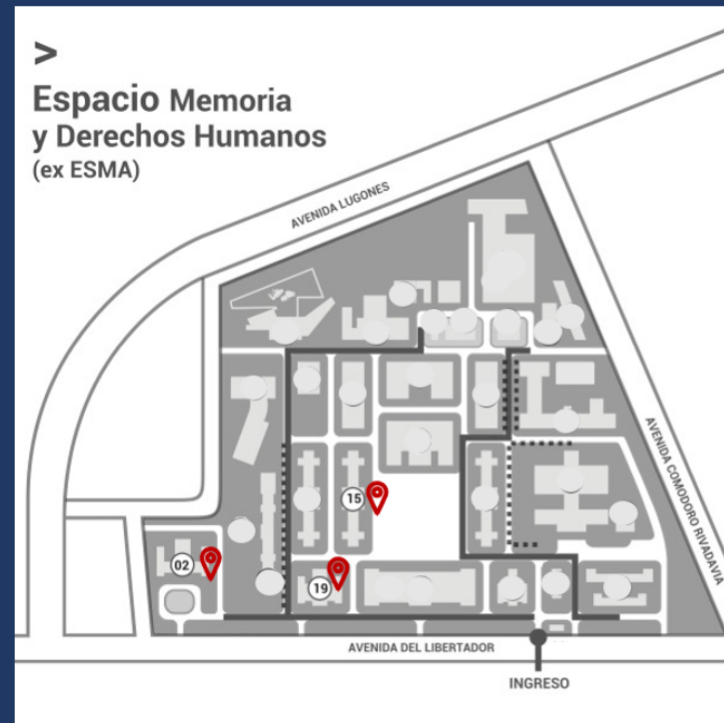 >
Espacio Memoria
y Derechos Humanos
(ex ESMA)
AVENIDA LUGONES
AVENIDA COMODORO RIVADAVIA
15
02
19
AVENIDA DEL LIBERTADOR
INGRESO